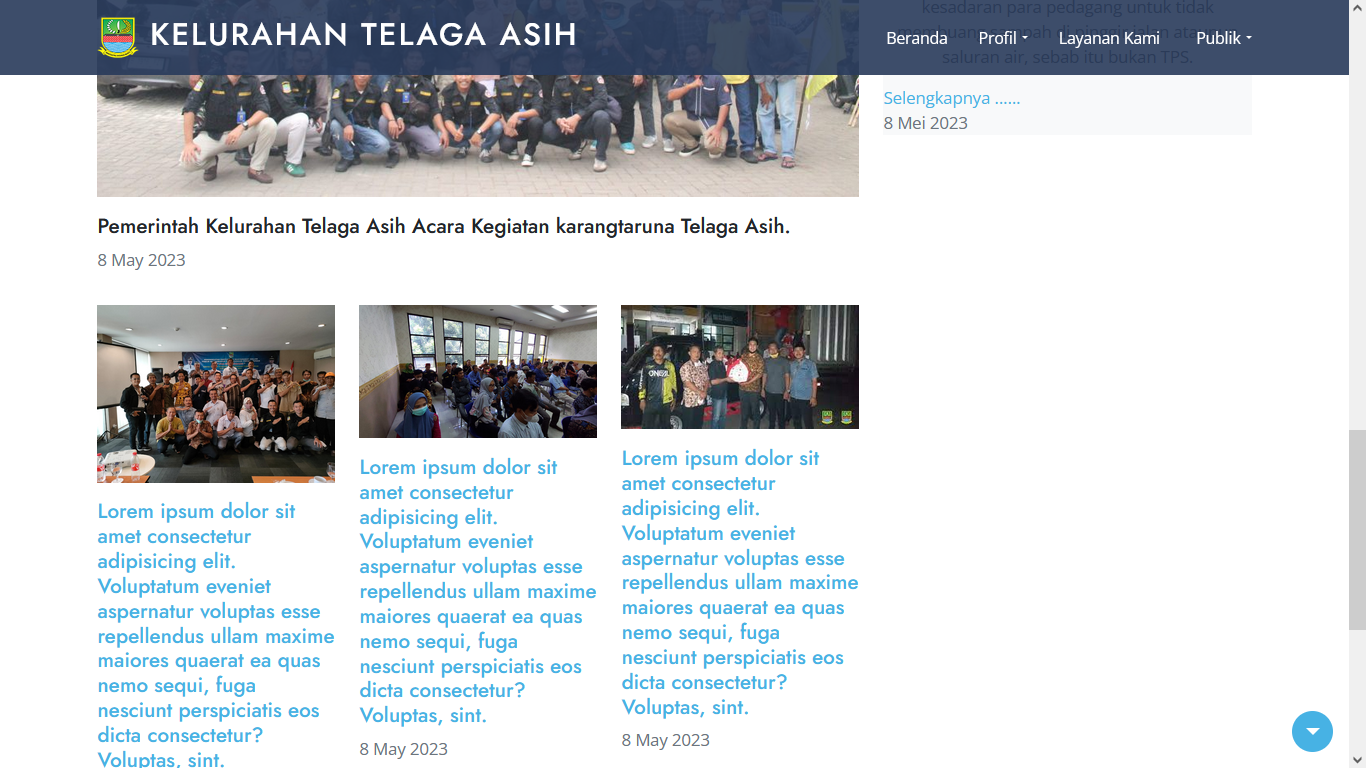 KELURAHAN TELAGA ASIH
Beranda
Profil
Layanan Kami
Publik
kesadaran para pedagang untuk tidak
saluran air, sebab itu bukan TPS.
Selengkapnya ......
8 Mei 2023
Pemerintah Kelurahan Telaga Asih Acara Kegiatan karangtaruna Telaga Asih.
8 May 2023
Lorem ipsum dolor sit
amet consectetur
adipisicing elit.
Voluptatum eveniet
aspernatur voluptas esse
repellendus ullam maxime
maiores quaerat ea quas
nemo sequi, fuga
nesciunt perspiciatis eos
dicta consectetur?
Voluptas, sint.
Lorem ipsum dolor sit
amet consectetur
adipisicing elit.
Voluptatum eveniet
aspernatur voluptas esse
repellendus ullam maxime
maiores quaerat ea quas
nemo sequi, fuga
nesciunt perspiciatis eos
dicta consectetur?
Voluptas, sint.
8 May 2023
Lorem ipsum dolor sit
amet consectetur
adipisicing elit.
Voluptatum eveniet
aspernatur voluptas esse
repellendus ullam maxime
maiores quaerat ea quas
nemo sequi, fuga
nesciunt perspiciatis eos
dicta consectetur?
Voluptas, sint.
8 May 2023